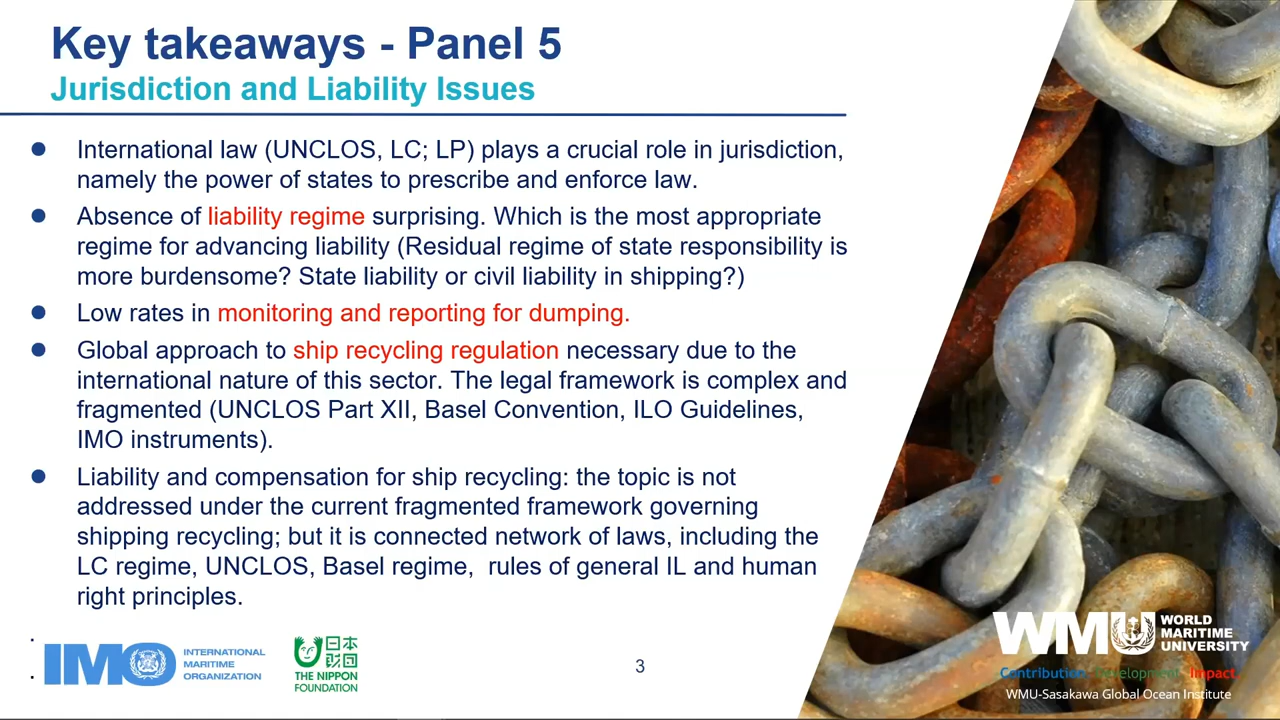 Key takeaways - Panel 5
Jurisdiction and Liability Issues
● International law (UNCLOS, LC; LP) plays a crucial role in jurisdiction,
namely the power of states to prescribe and enforce law.
● Absence of liability regime surprising. Which is the most appropriate
regime for advancing liability (Residual regime of state responsibility is
more burdensome? State liability or civil liability in shipping?)
● Low rates in monitoring and reporting for dumping.
● Global approach to ship recycling regulation necessary due to the
international nature of this sector. The legal framework is complex and
fragmented (UNCLOS Part XII, Basel Convention, ILO Guidelines,
IMO instruments).
● Liability and compensation for ship recycling: the topic is not
addressed under the current fragmented framework governing
shipping recycling; but it is connected network of laws, including the
LC regime, UNCLOS, Basel regime,  rules of general IL and human
right principles.
.
.
IMO
INTERNATIONAL
MARITIME
ORGANIZATION
日本
財団
THE NIPPON
FOUNDATION
3
WMU
WORLD
MARITIME
UNIVERSITY
Contribution Development Impact
WMU-Sasakawa Global Ocean Institute